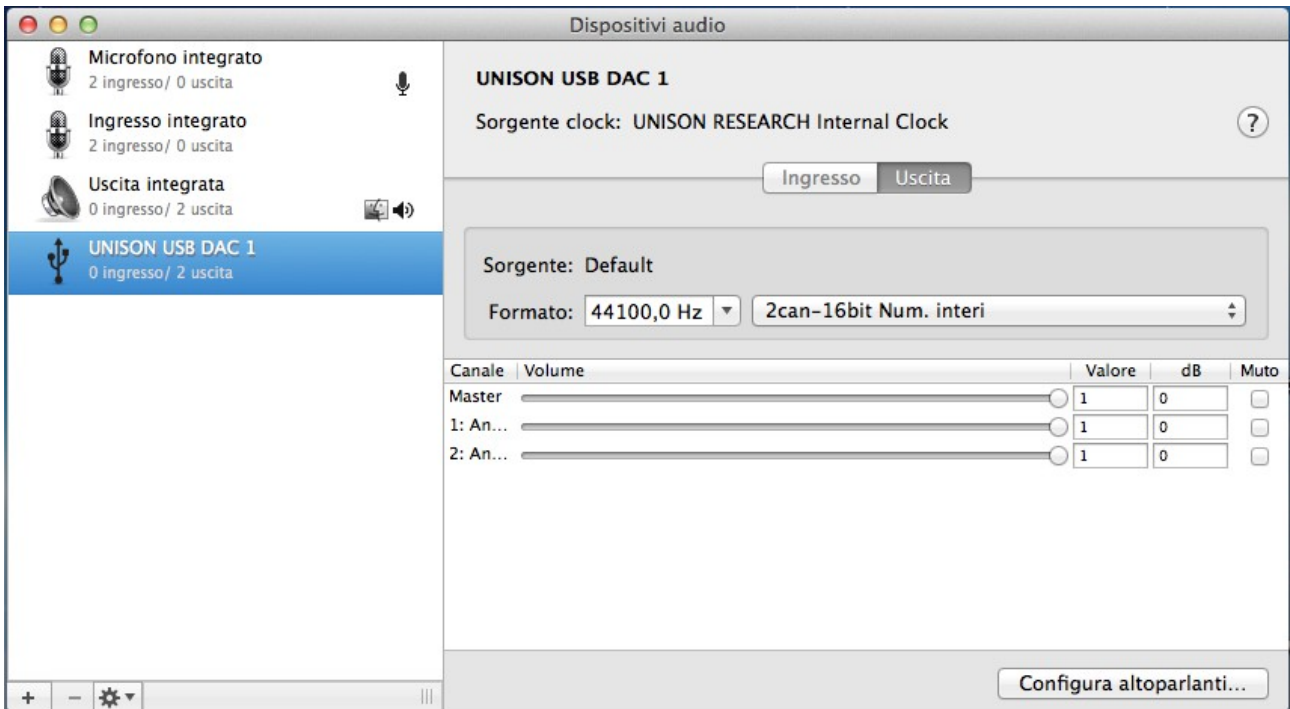 Dispositivi audio
Microfono integrato
2 ingresso/ 0 uscita
Ingresso integrato
2 ingresso/ 0 uscita
Uscita integrata
0 ingresso/ 2 uscita
UNISON USB DAC 1
0 ingresso/ 2 uscita
UNISON USB DAC 1
Sorgente clock: UNISON RESEARCH Internal Clock
?
Ingresso Uscita
Sorgente: Default
Formato: 44100,0 Hz 2can-16bit Num. interi
Canale Volume Valore dB Muto
Master 1 0
1: An... 1 0
2: An... 1 0
Configura altoparlanti...